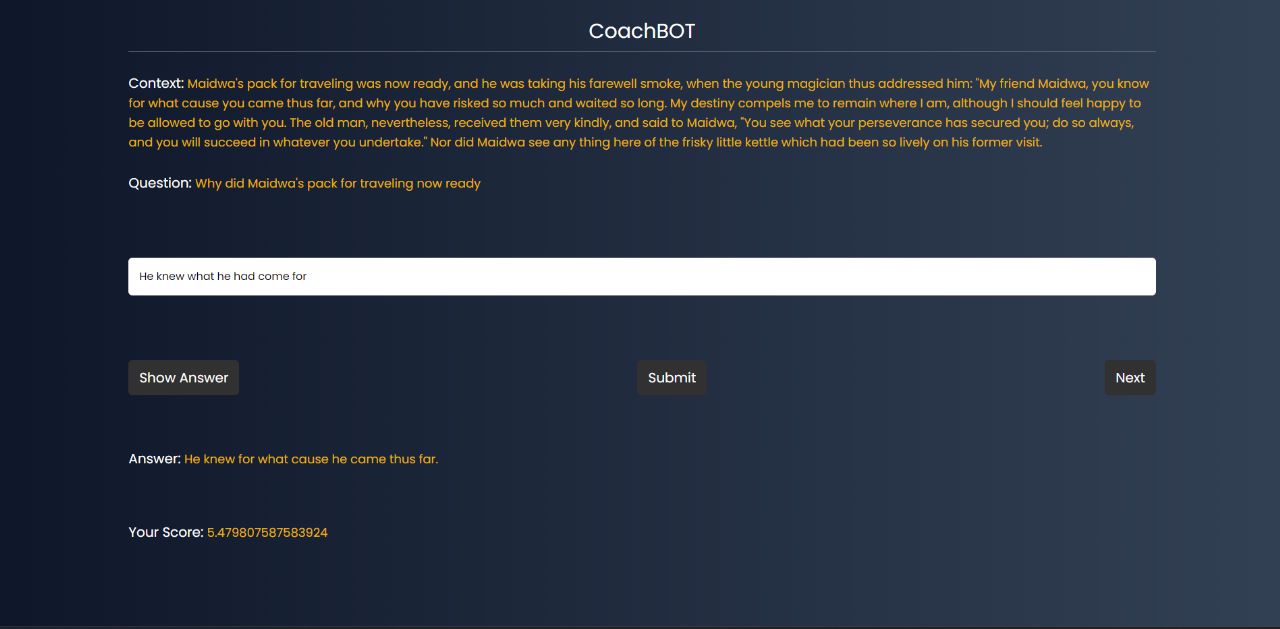 CoachBOT
Context: Maidwa's pack for traveling was now ready, and he was taking his farewell smoke, when the young magician thus addressed him: "My friend Maidwa, you know
for what cause you came thus far, and why you have risked so much and waited so long. My destiny compels me to remain where I am, although I should feel happy to
be allowed to go with you. The old man, nevertheless, received them very kindly, and said to Maidwa, "You see what your perseverance has secured you; do so always,
and you will succeed in whatever you undertake." Nor did Maidwa see any thing here of the frisky little kettle which had been so lively on his former visit.
Question: Why did Maidwa's pack for traveling now ready
He knew what he had come for
Show Answer
Submit
Next
Answer: He knew for what cause he came thus far.
Your Score: 5.479807587583924